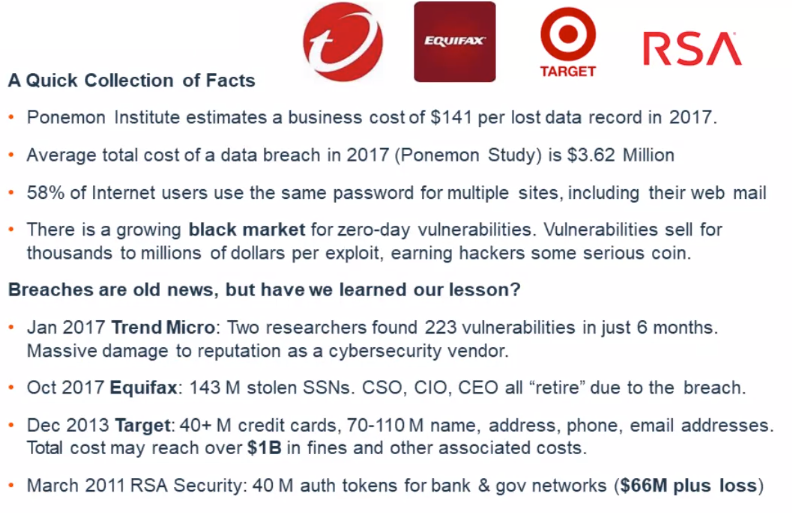 EQUIFAX
TARGET
RSA
A Quick Collection of Facts
• Ponemon Institute estimates a business cost of $141 per lost data record in 2017.
• Average total cost of a data breach in 2017 (Ponemon Study) is $3.62 Million
• 58% of Internet users use the same password for multiple sites, including their web mail
• There is a growing black market for zero-day vulnerabilities. Vulnerabilities sell for
thousands to millions of dollars per exploit, earning hackers some serious coin.
Breaches are old news, but have we learned our lesson?
• Jan 2017 Trend Micro: Two researchers found 223 vulnerabilities in just 6 months.
Massive damage to reputation as a cybersecurity vendor.
• Oct 2017 Equifax: 143 M stolen SSNs. CSO, CIO, CEO all “retire” due to the breach.
• Dec 2013 Target: 40+ M credit cards, 70-110 M name, address, phone, email addresses.
Total cost may reach over $1B in fines and other associated costs.
• March 2011 RSA Security: 40 M auth tokens for bank & gov networks ($66M plus loss)